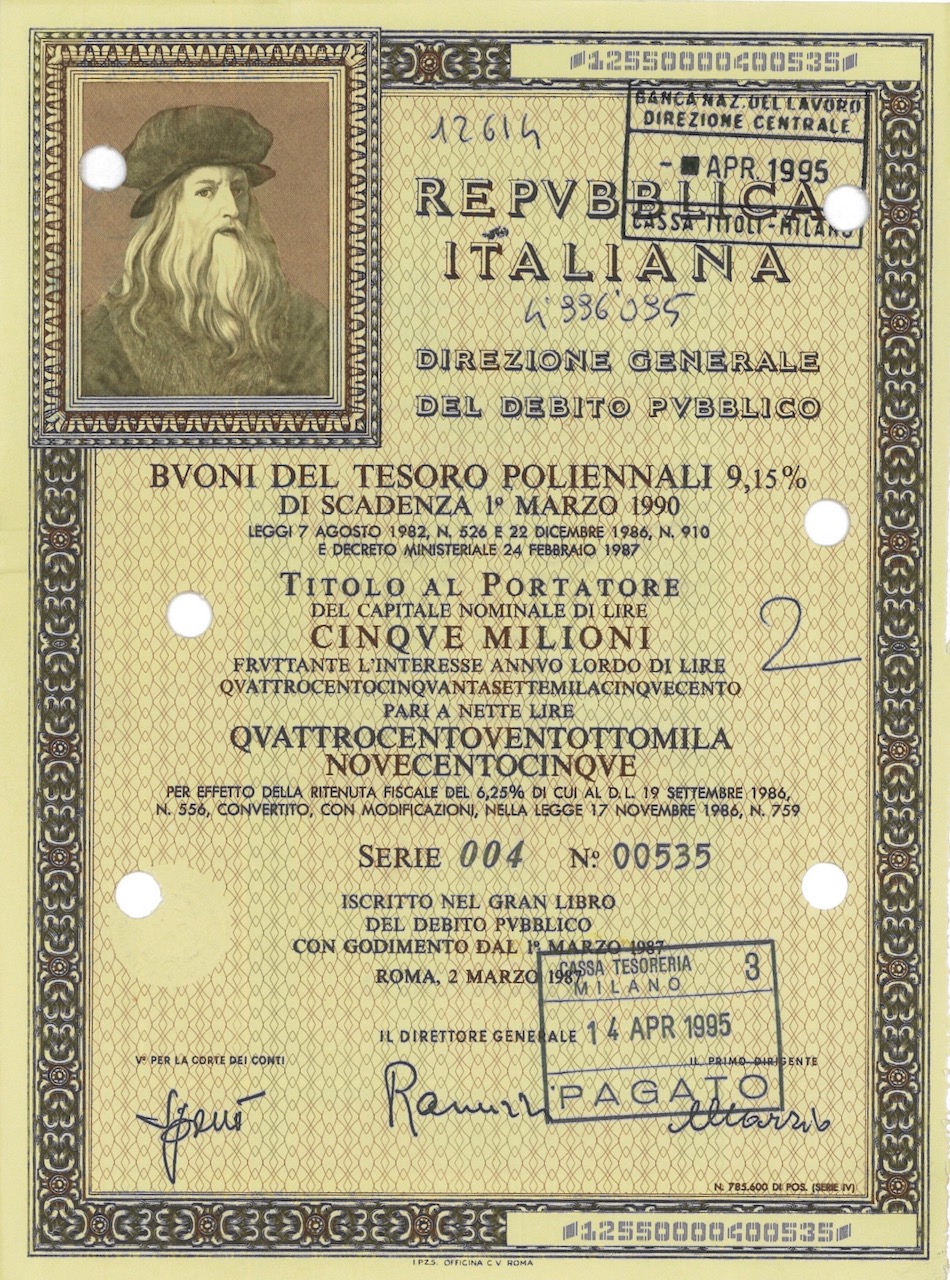 12550000400535
BANCA NAZ. DEL LAVORO
DIREZIONE CENTRALE
- ■ APR. 1995
CASSA TITOLI - MILANO
12614
REPVBBLICA
ITALIANA
4'996'095
DIREZIONE GENERALE
DEL DEBITO PVBBLICO
BVONI DEL TESORO POLIENNALI 9,15%
DI SCADENZA 1º MARZO 1990
LEGGI 7 AGOSTO 1982, N. 526 E 22 DICEMBRE 1986, N. 910
E DECRETO MINISTERIALE 24 FEBBRAIO 1987
TITOLO AL PORTATORE
DEL CAPITALE NOMINALE DI LIRE
CINQVE MILIONI
2
FRVTTANTE L'INTERESSE ANNVO LORDO DI LIRE
QVATTROCENTOCINQVANTASETTEMILACINQVECENTO
PARI A NETTE LIRE
QVATTROCENTOVENTOTTOMILA
NOVECENTOCINQVE
PER EFFETTO DELLA RITENUTA FISCALE DEL 6,25% DI CUI AL D.L. 19 SETTEMBRE 1986,
N. 556, CONVERTITO, CON MODIFICAZIONI, NELLA LEGGE 17 NOVEMBRE 1986, N. 759
SERIE 004 Nº 00535
ISCRITTO NEL GRAN LIBRO
DEL DEBITO PVBBLICO
CON GODIMENTO DAL 1º MARZO 1987
ROMA, 2 MARZO 1987
CASSA TESORERIA 3
MILANO
14 APR 1995
PAGATO
IL DIRETTORE GENERALE
Vº PER LA CORTE DEI CONTI
IL PRIMO DIRIGENTE
N. 785.600 DI POS. (SERIE IV)
12550000400535
I.P.Z.S. OFFICINA C.V. ROMA